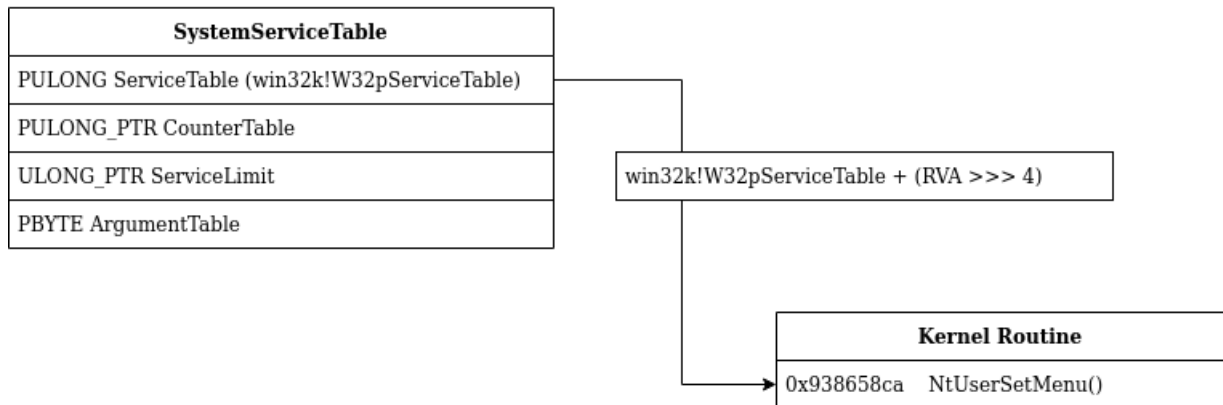 SystemServiceTable
PULONG ServiceTable (win32k!W32pServiceTable)
PULONG_PTR CounterTable
ULONG_PTR ServiceLimit
PBYTE ArgumentTable
win32k!W32pServiceTable + (RVA >>> 4)
Kernel Routine
0x938658ca NtUserSetMenu()